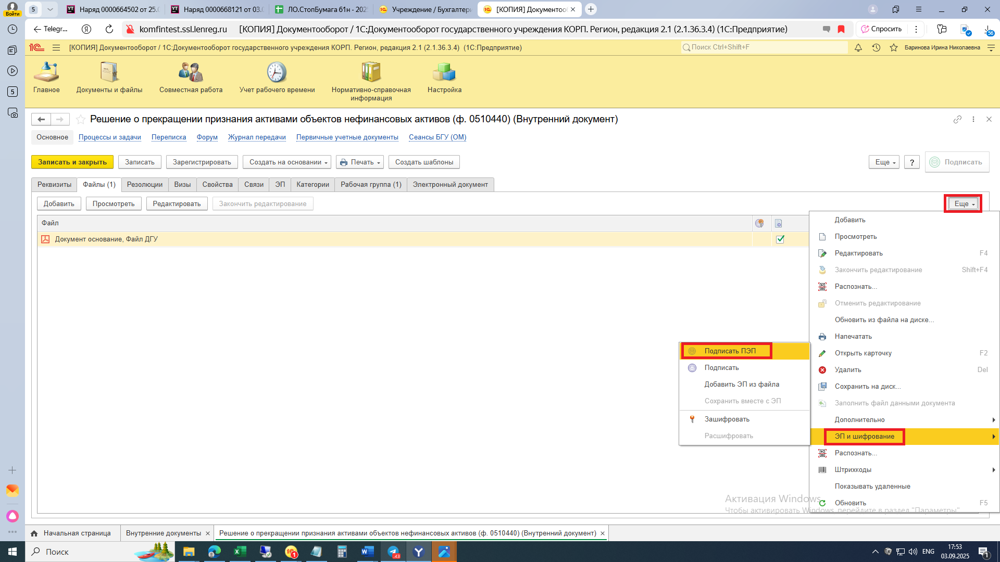 Войти
5
Наряд 0000664502 от 25.0
Наряд 0000668121 от 03.0
ЛО.СтопБумага б1н - 202
Учреждение / Бухгалтери
[КОПИЯ] Документооб
Telegr...
komfintest.ssl.lenreg.ru
[КОПИЯ] Документооборот / 1С:Документооборот государственного учреждения КОРП. Регион, редакция 2.1 (2.1.36.3.4) (1С:Предприятие)
Спросить
56
[КОПИЯ] Документооборот / 1С:Документооборот государственного учреждения КОРП. Регион, редакция 2.1 (2.1.36.3.4) (1С:Предприятие)
Поиск Ctrl+Shift+F
Баринова Ирина Николаевна
5
Главное
Документы и файлы
Совместная работа
Учет рабочего времени
Нормативно-справочная
информация
Настройка
Решение о прекращении признания активами объектов нефинансовых активов (ф. 0510440) (Внутренний документ)
Основное
Процессы и задачи
Переписка
Форум
Журнал передачи
Первичные учетные документы
Сеансы БГУ (ОМ)
Записать и закрыть
Записать
Зарегистрировать
Создать на основании
Печать
Создать шаблоны
Еще
?
Подписать
Реквизиты
Файлы (1)
Резолюции
Визы
Свойства
Связи
ЭП
Категории
Рабочая группа (1)
Электронный документ
Добавить
Просмотреть
Редактировать
Закончить редактирование
Еще
Файл
Документ основание, Файл ДГУ
Добавить
Просмотреть
Редактировать F4
Закончить редактирование Shift+F4
Распознать...
Отменить редактирование
Обновить из файла на диске...
Напечатать
Открыть карточку F2
Удалить Del
Сохранить на диск...
Заполнить файл данными документа
Дополнительно
ЭП и шифрование
Распознать...
Штрихкоды
Показывать удаленные
Обновить F5
Подписать ПЭП
Подписать
Добавить ЭП из файла
Сохранить вместе с ЭП
Зашифровать
Расшифровать
Активация Windows
Чтобы активировать Windows, перейдите в раздел "Параметры".
Начальная страница
Внутренние документы
Решение о прекращении признания активами объектов нефинансовых активов (ф. 0510440) (Внутренний документ)
Поиск
1
43
ENG
17:53
03.09.2025
1